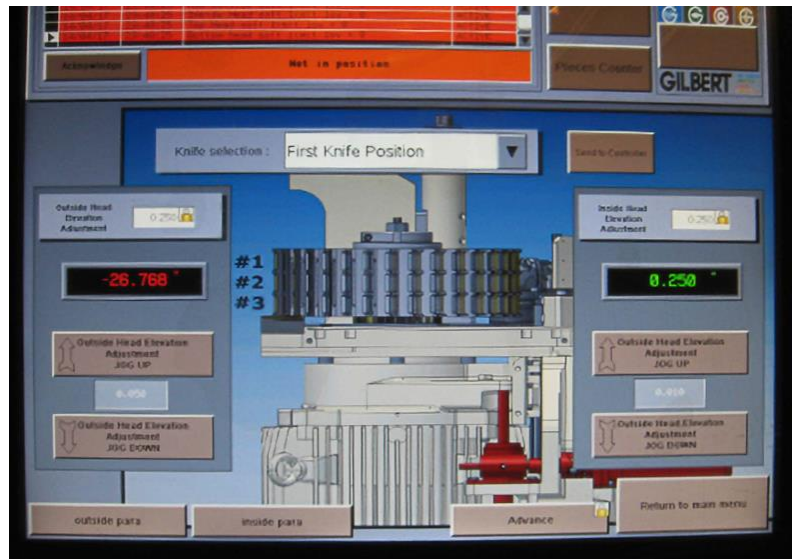 Acknowledge
Not in position
Pieces Counter
GILBERT
Knife selection :
First Knife Position
Send to Controller
Outside Head
Elevation
Adjustment
0.250
Inside Head
Elevation
Adjustment
0.250
#1
#2
#3
-26.768 "
0.250 "
Outside Head Elevation
Adjustment
JOG UP
0.050
Outside Head Elevation
Adjustment
JOG DOWN
Outside Head Elevation
Adjustment
JOG UP
Outside Head Elevation
Adjustment
JOG DOWN
outside para
inside para
Advance
Return to main menu